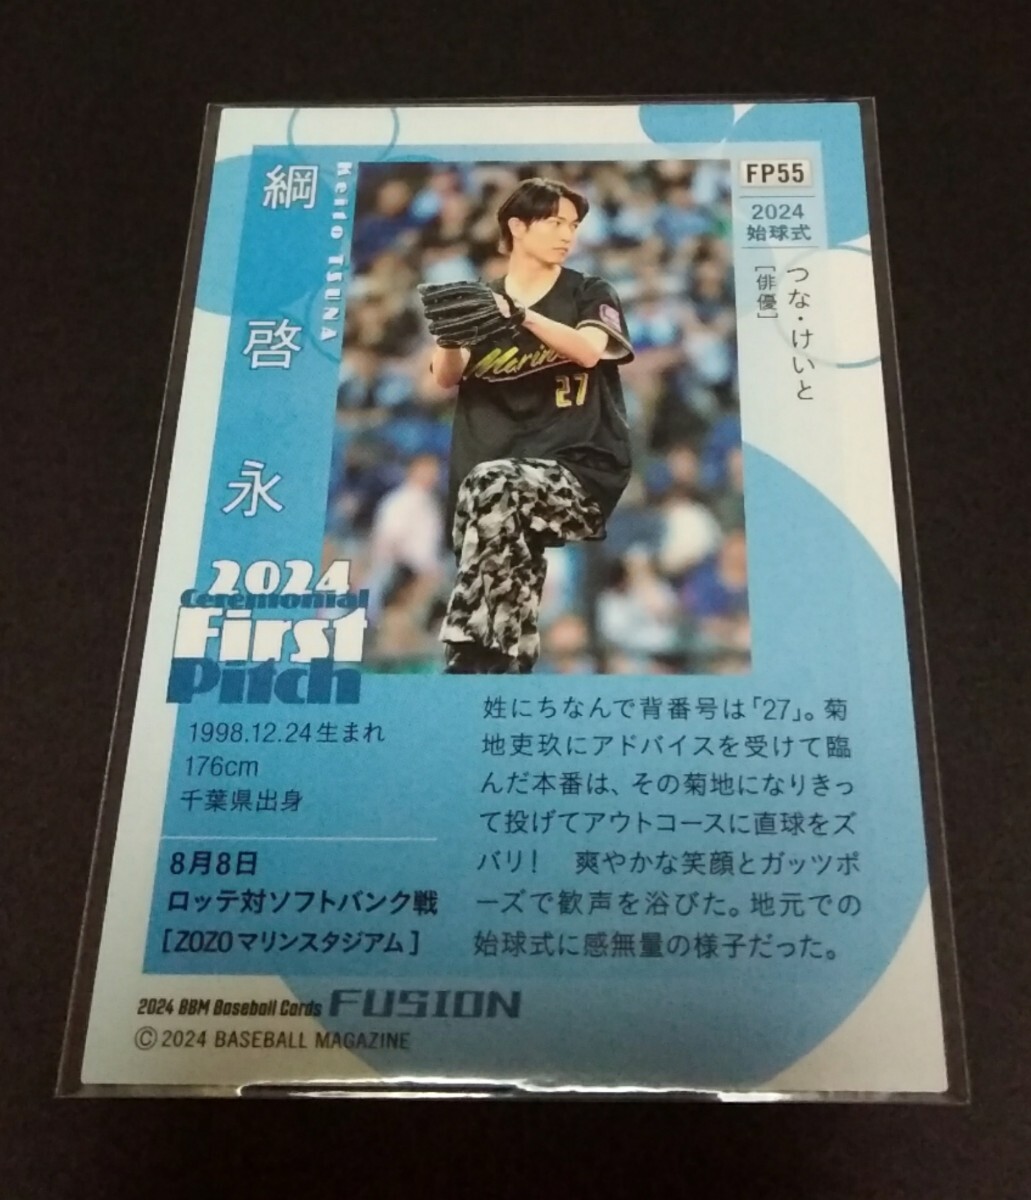 FP55
2024
始球式
つな・けいと
[俳優]
綱啓永
Keito TSUNA
Marin
27
2024
Ceremonial
First
Pitch
1998.12.24生まれ
176cm
千葉県出身
8月8日
ロッテ対ソフトバンク戦
[ZOZOマリンスタジアム]
姓にちなんで背番号は「27」。菊
地吏玖にアドバイスを受けて臨
んだ本番は、その菊地になりきっ
て投げてアウトコースに直球をズ
バリ! 爽やかな笑顔とガッツポ
ーズで歓声を浴びた。地元での
始球式に感無量の様子だった。
2024 BBM Baseball Cards FUSION
©2024 BASEBALL MAGAZINE